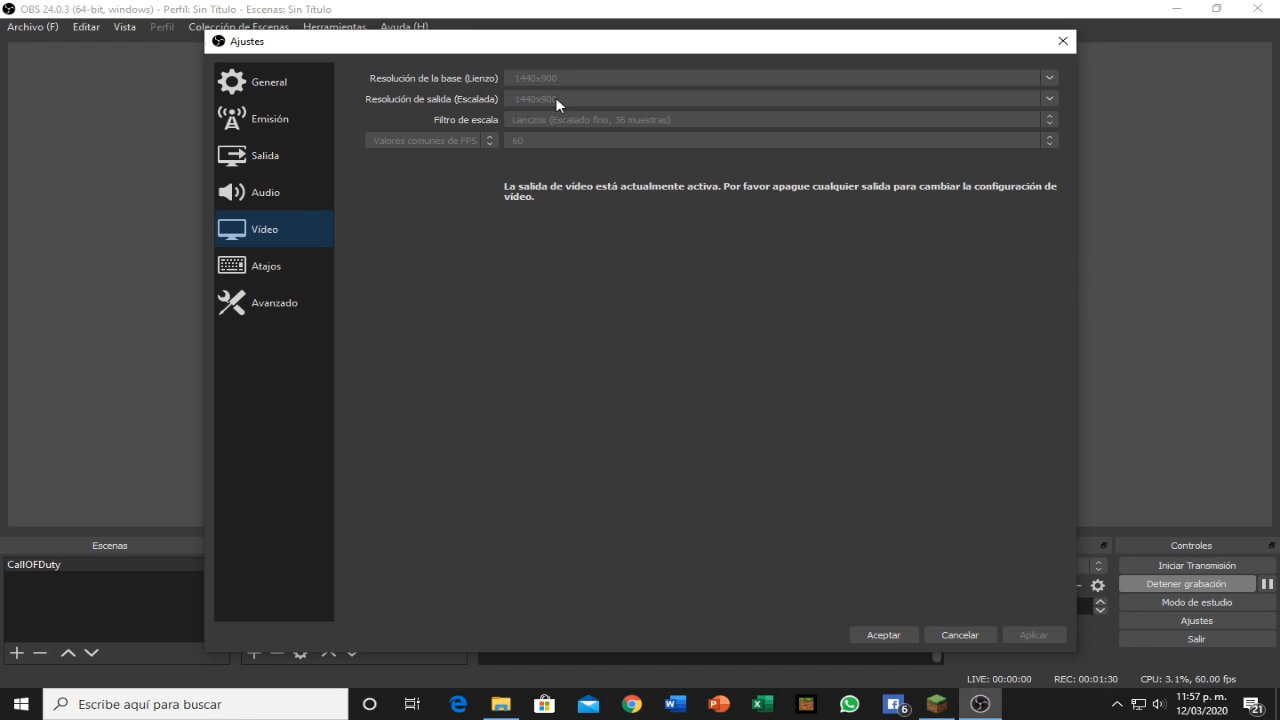 OBS 24.0.3 (64-bit, windows) - Perfil: Sin Título - Escenas: Sin Título
Archivo (F) Editar Vista Perfil Colección de Escenas Herramientas Ayuda (H)
Ajustes
General
Emisión
Salida
Audio
Vídeo
Atajos
Avanzado
Resolución de la base (Lienzo) 1440x900
Resolución de salida (Escalada) 1440x900
Filtro de escala Lanczos (Escalado fino, 36 muestras)
Valores comunes de FPS 60
La salida de vídeo está actualmente activa. Por favor apague cualquier salida para cambiar la configuración de
vídeo.
Aceptar Cancelar Aplicar
Escenas
CallOFDuty
Controles
Iniciar Transmisión
Detener grabación
Modo de estudio
Ajustes
Salir
LIVE: 00:00:00 REC: 00:01:30 CPU: 3.1%, 60.00 fps
Escribe aquí para buscar
6
11:57 p. m.
12/03/2020
21